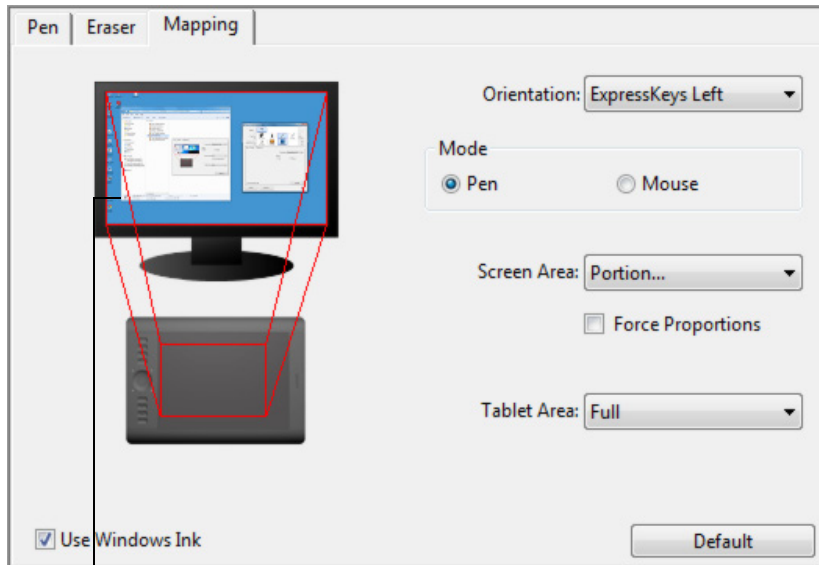 Pen Eraser Mapping
Orientation: ExpressKeys Left
Mode
Pen Mouse
Screen Area: Portion...
Force Proportions
Tablet Area: Full
Use Windows Ink Default